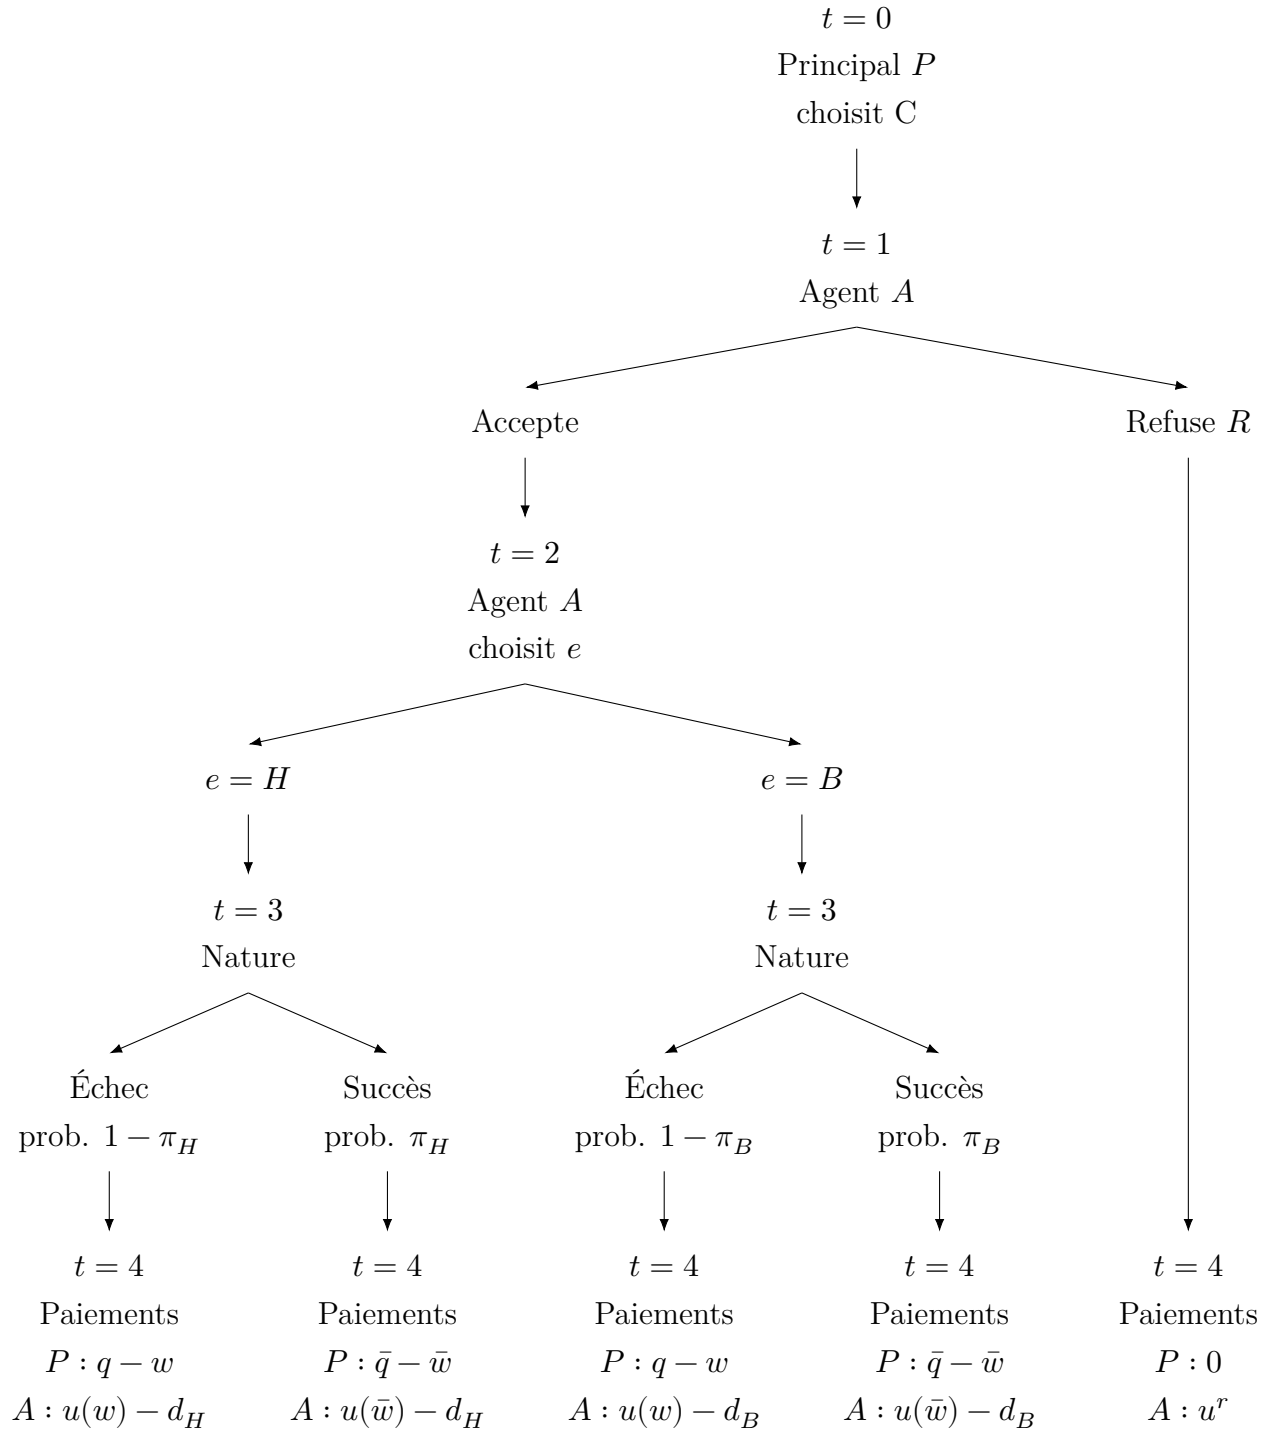 t = 0
Principal P
choisit C
t = 1
Agent A
Accepte
Refuse R
t = 2
Agent A
choisit e
e = H
e = B
t = 3
Nature
t = 3
Nature
Échec
prob. 1 − π_H
Succès
prob. π_H
Échec
prob. 1 − π_B
Succès
prob. π_B
t = 4
Paiements
P : q − w
A : u(w) − d_H
t = 4
Paiements
P : q̄ − w̄
A : u(w̄) − d_H
t = 4
Paiements
P : q − w
A : u(w) − d_B
t = 4
Paiements
P : q̄ − w̄
A : u(w̄) − d_B
t = 4
Paiements
P : 0
A : u^r